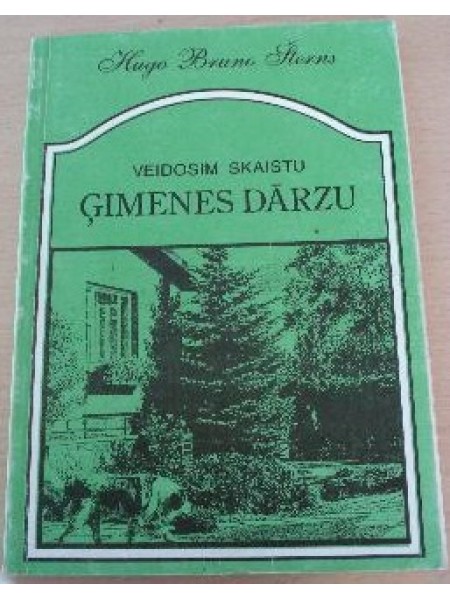 Hugo Bruno Šterns
VEIDOSIM SKAISTU
ĢIMENES DĀRZU